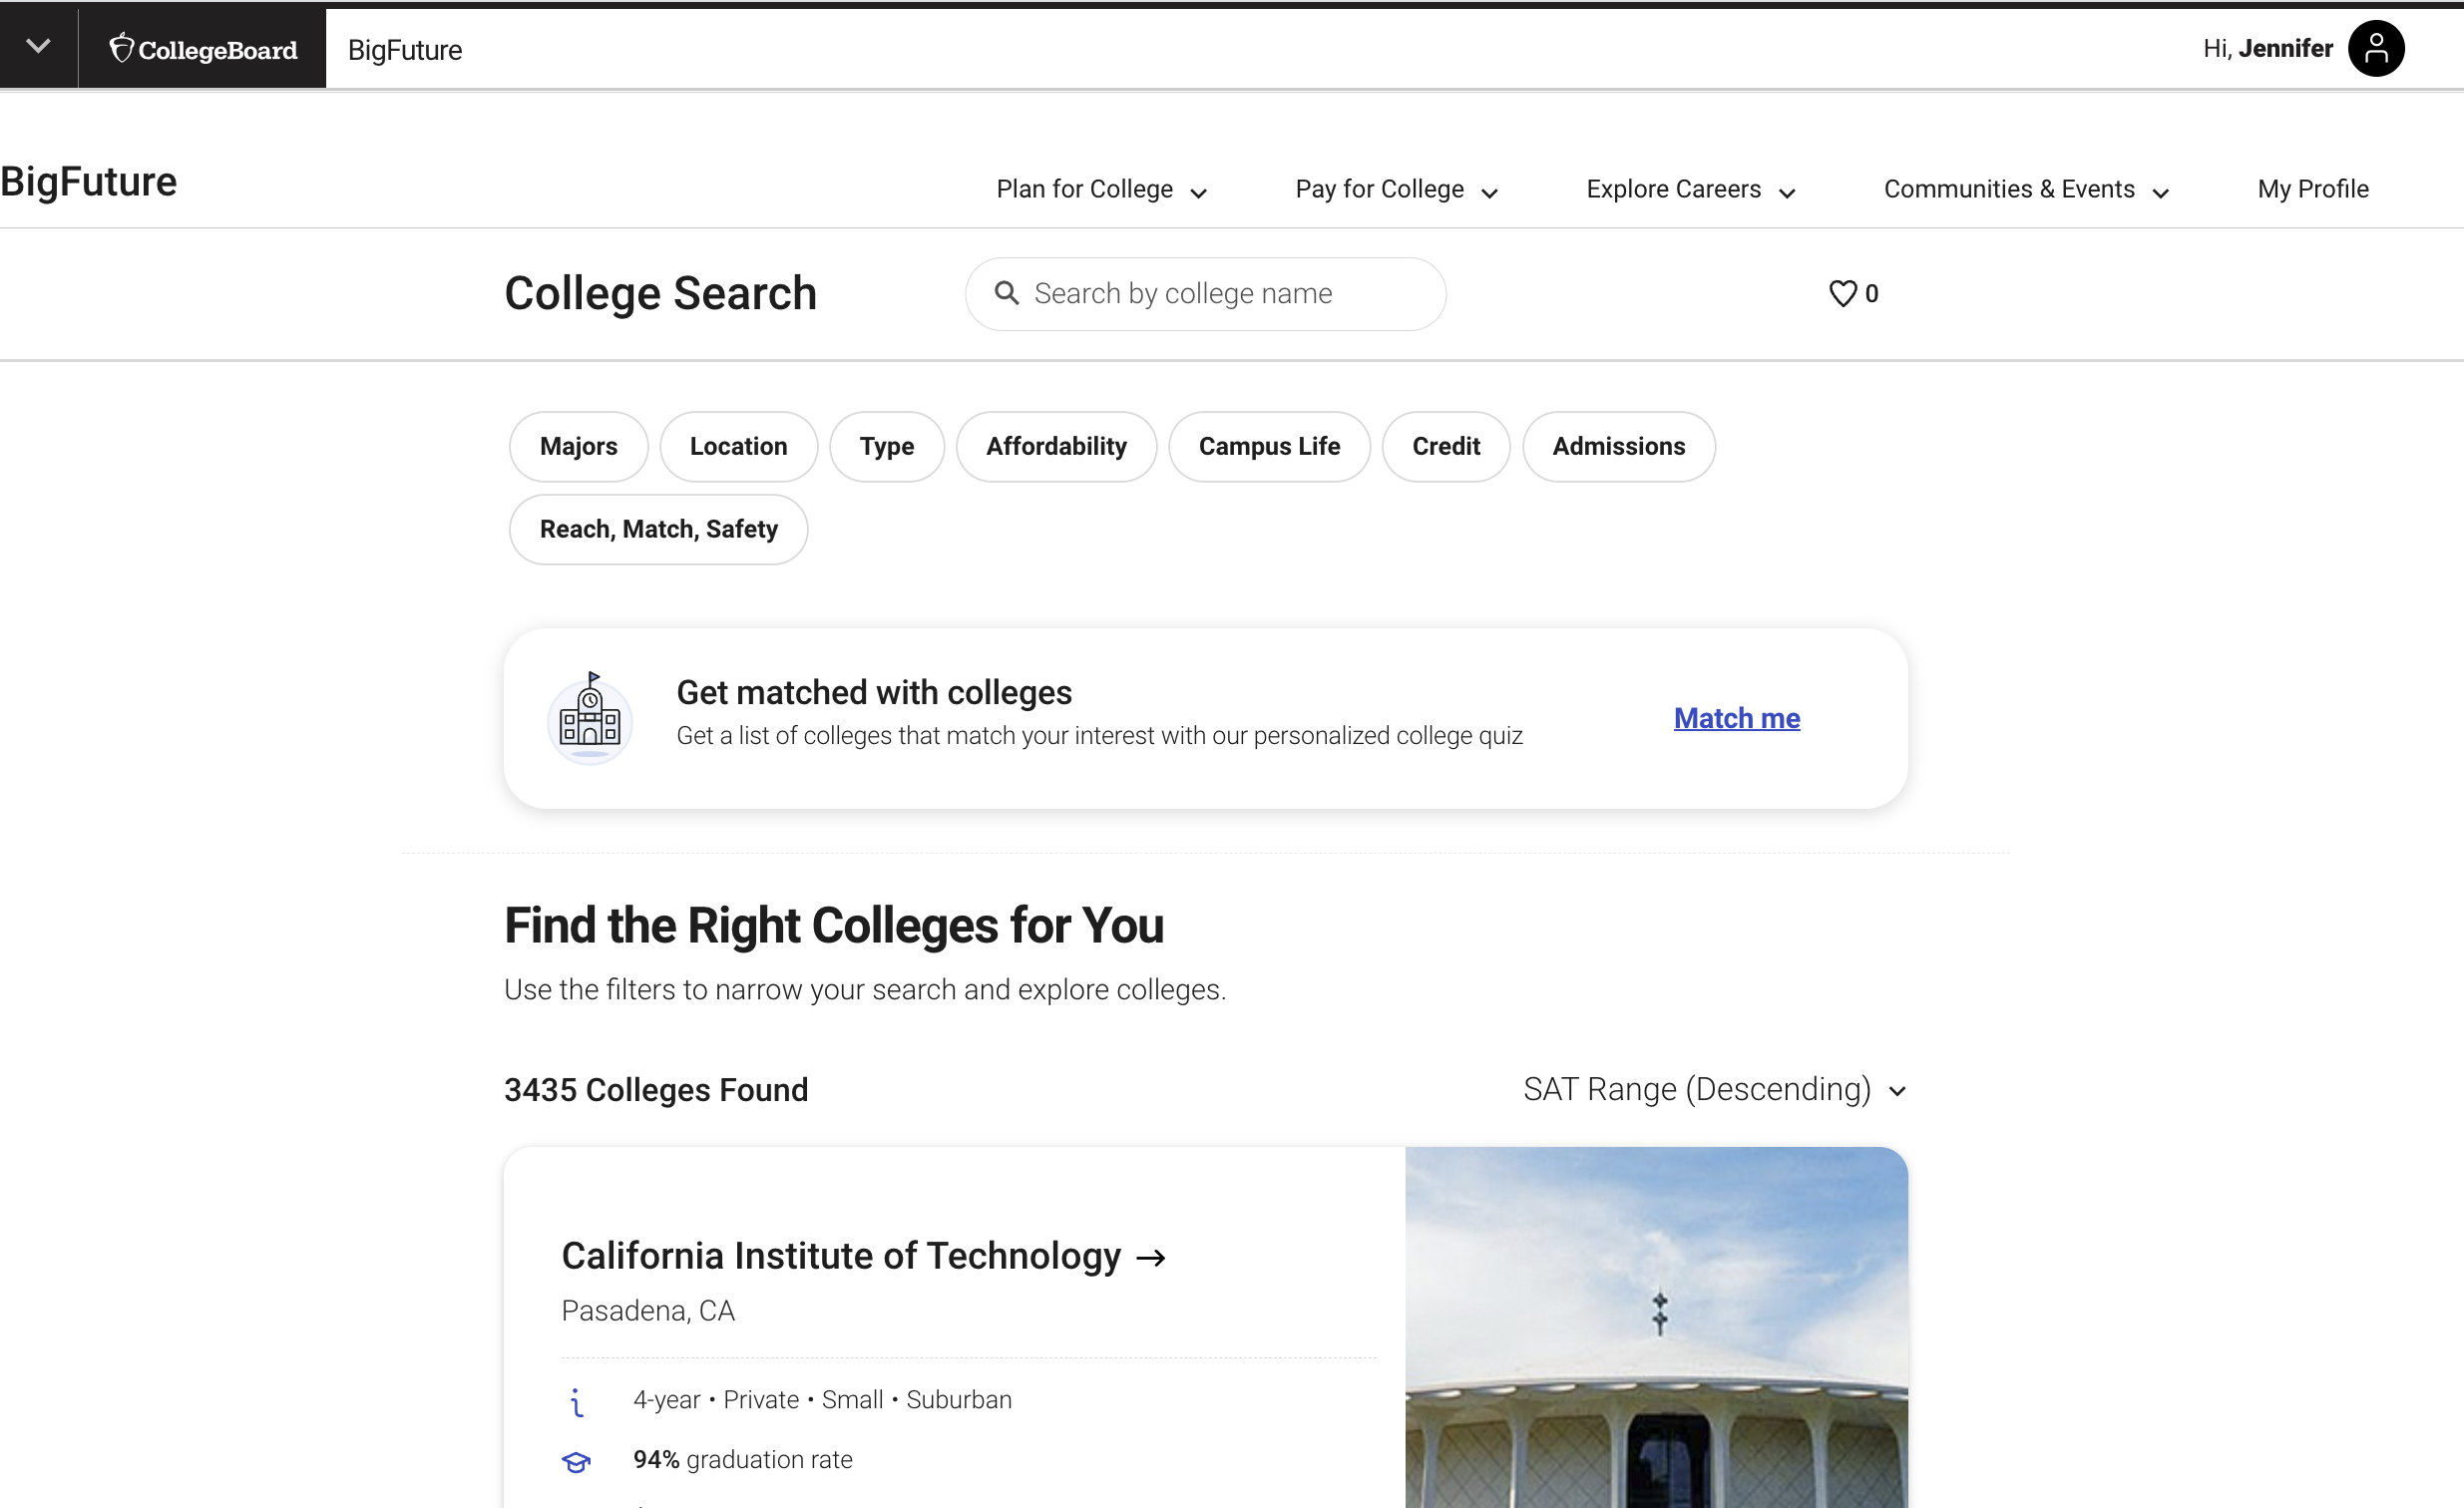 CollegeBoard
BigFuture
Hi, Jennifer
BigFuture
Plan for College
Pay for College
Explore Careers
Communities & Events
My Profile
College Search
Search by college name
0
Majors
Location
Type
Affordability
Campus Life
Credit
Admissions
Reach, Match, Safety
Get matched with colleges
Get a list of colleges that match your interest with our personalized college quiz
Match me
Find the Right Colleges for You
Use the filters to narrow your search and explore colleges.
3435 Colleges Found
SAT Range (Descending)
California Institute of Technology →
Pasadena, CA
4-year • Private • Small • Suburban
94% graduation rate